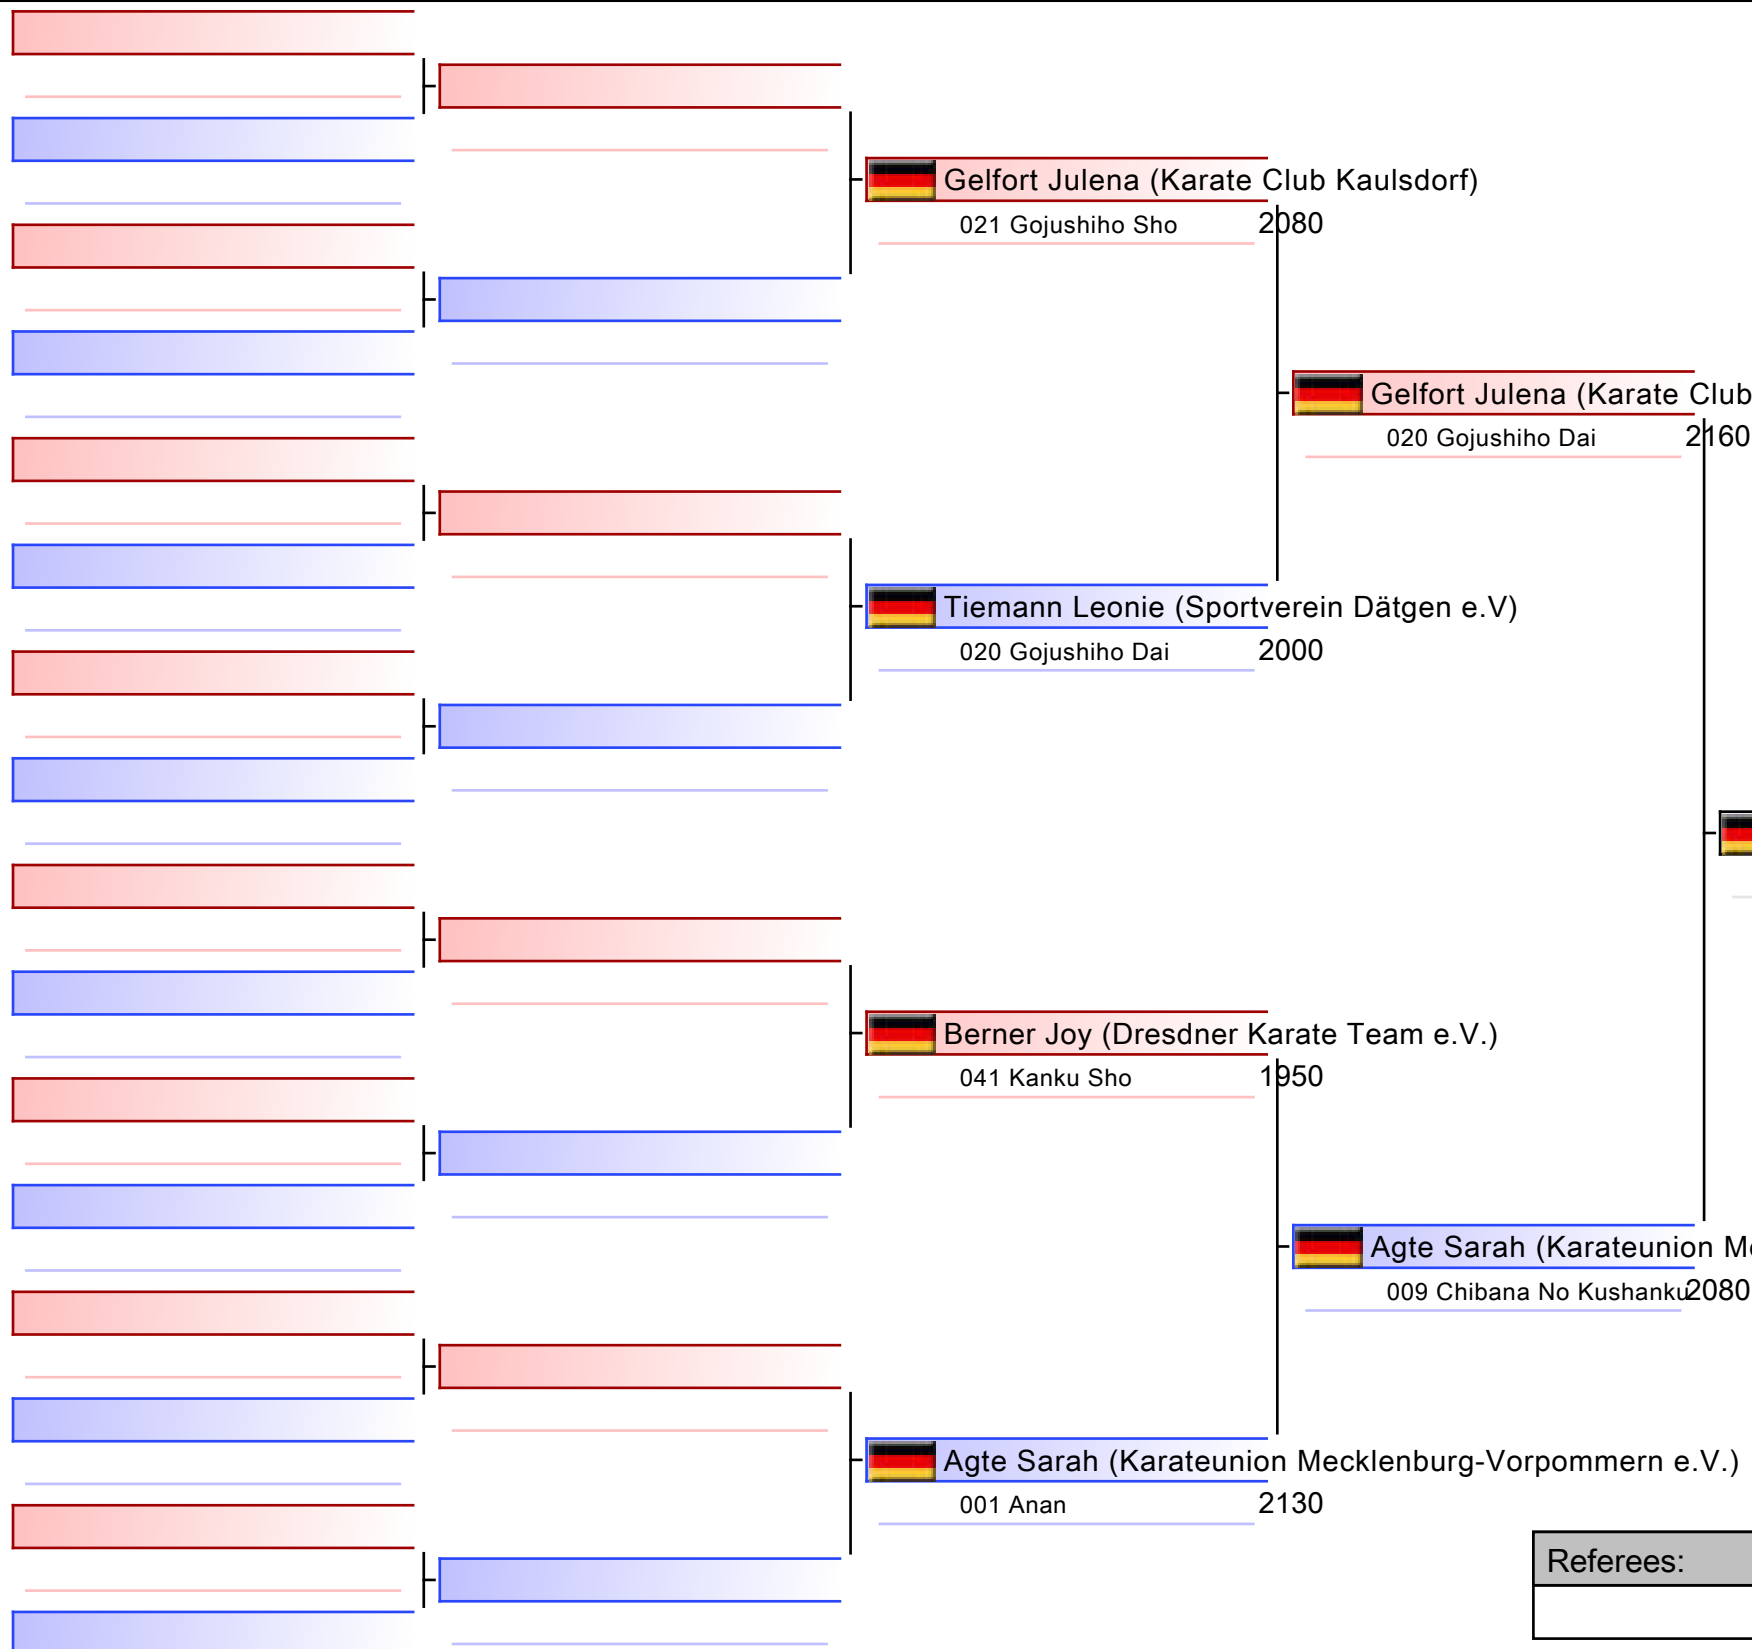 Gelfort Julena (Karate Club Kaulsdorf)
021 Gojushiho Sho 2080
Gelfort Julena (Karate Club
020 Gojushiho Dai 2160
Tiemann Leonie (Sportverein Dätgen e.V)
020 Gojushiho Dai 2000
Berner Joy (Dresdner Karate Team e.V.)
041 Kanku Sho 1950
Agte Sarah (Karateunion
009 Chibana No Kushanku 2080
Agte Sarah (Karateunion Mecklenburg-Vorpommern e.V.)
001 Anan 2130
Referees: